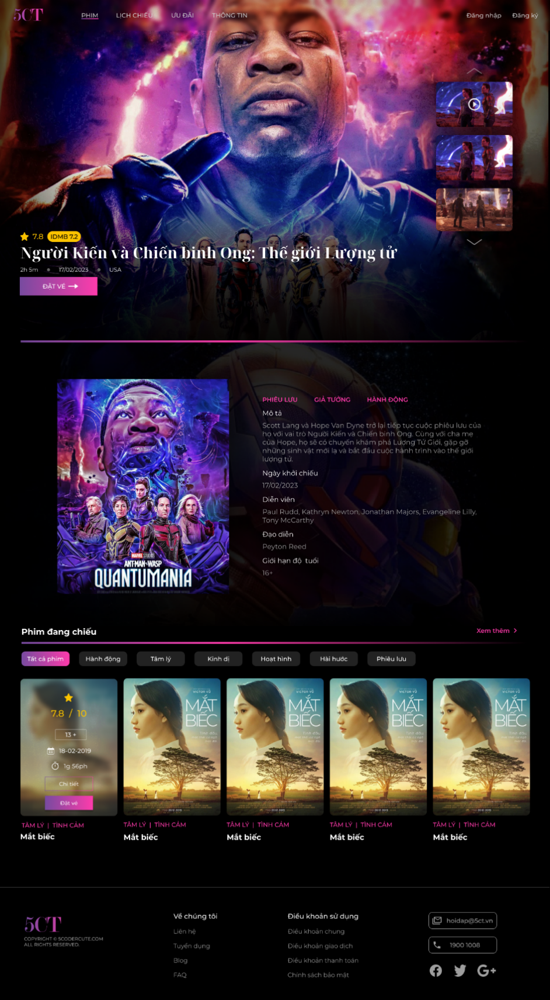 5CT
PHIM LỊCH CHIẾU ƯU ĐÃI THÔNG TIN Đăng nhập Đăng ký
7.8 IDMB 7.2
Người Kiến và Chiến binh Ong: Thế giới Lượng tử
2h 5m 17/02/2023 USA
ĐẶT VÉ
PHIÊU LƯU GIẢ TƯỞNG HÀNH ĐỘNG
Mô tả
Scott Lang và Hope Van Dyne trở lại tiếp tục cuộc phiêu lưu của
họ với vai trò Người Kiến và Chiến binh Ong. Cùng với cha mẹ
của Hope, họ sẽ có chuyến khám phá Lượng Tử Giới, gặp gỡ
những sinh vật mới lạ và bắt đầu cuộc hành trình vào thế giới
lượng tử.
Ngày khởi chiếu
17/02/2023
Diễn viên
Paul Rudd, Kathryn Newton, Jonathan Majors, Evangeline Lilly,
Tony McCarthy
Đạo diễn
Peyton Reed
Giới hạn độ tuổi
16+
MARVEL STUDIOS
ANT-MAN AND THE WASP
QUANTUMANIA
Phim đang chiếu Xem thêm
Tất cả phim Hành động Tâm lý Kinh dị Hoạt hình Hài hước Phiêu lưu
7.8 / 10
13 +
18-02-2019
1g 56ph
Chi tiết
Đặt vé
TÂM LÝ | TÌNH CẢM
Mắt biếc
VICTOR VŨ
MẮT
BIẾC
20.12.2019
TÂM LÝ | TÌNH CẢM
Mắt biếc
VICTOR VŨ
MẮT
BIẾC
20.12.2019
TÂM LÝ | TÌNH CẢM
Mắt biếc
VICTOR VŨ
MẮT
BIẾC
20.12.2019
TÂM LÝ | TÌNH CẢM
Mắt biếc
VICTOR VŨ
MẮT
BIẾC
20.12.2019
TÂM LÝ | TÌNH CẢM
Mắt biếc
5CT
COPYRIGHT © 5CODERCUTE.COM
ALL RIGHTS RESERVED.
Về chúng tôi
Liên hệ
Tuyển dụng
Blog
FAQ
Điều khoản sử dụng
Điều khoản chung
Điều khoản giao dịch
Điều khoản thanh toán
Chính sách bảo mật
hoidap@5ct.vn
1900 1008